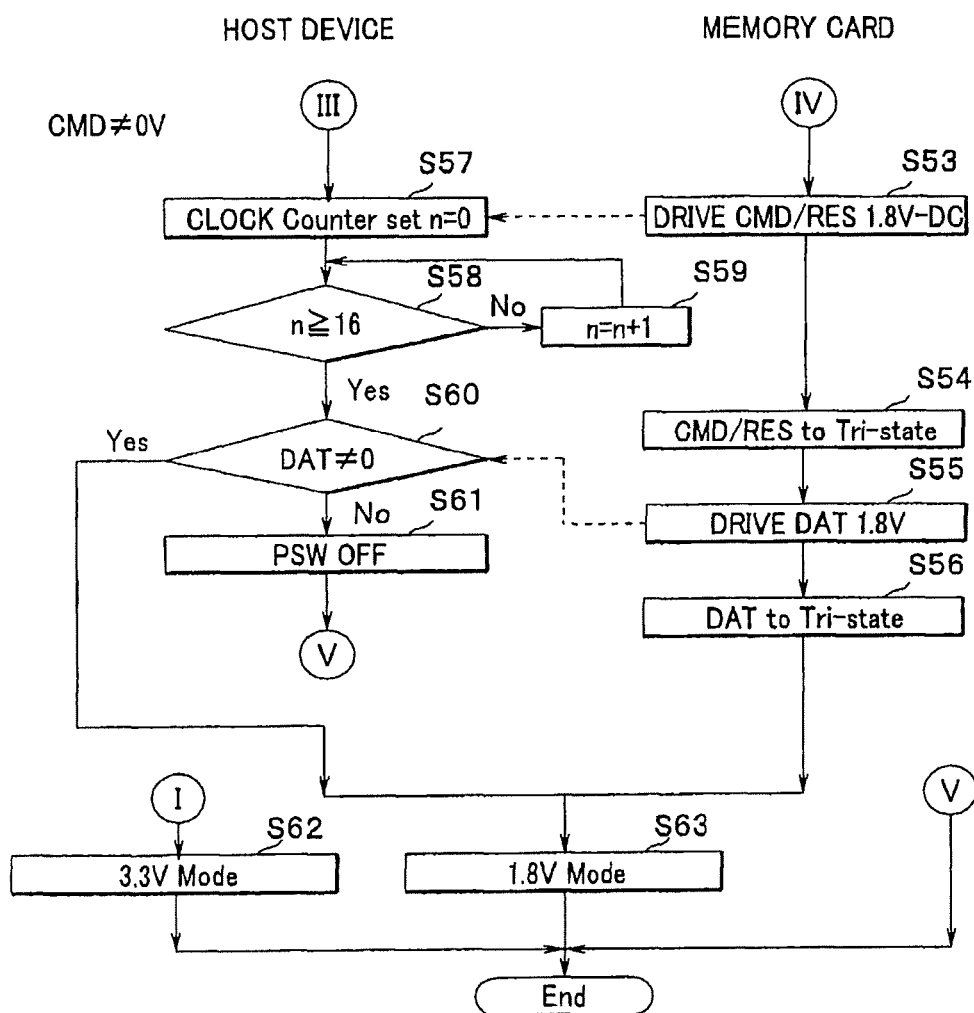 HOST DEVICE
MEMORY CARD
III
IV
CMD≠0V
S57
S53
CLOCK Counter set n=0
DRIVE CMD/RES 1.8V-DC
S58
S59
n≧16
No
n=n+1
Yes
S60
S54
Yes
CMD/RES to Tri-state
DAT≠0
S55
No
S61
DRIVE DAT 1.8V
PSW OFF
S56
DAT to Tri-state
V
I
V
S62
S63
3.3V Mode
1.8V Mode
End